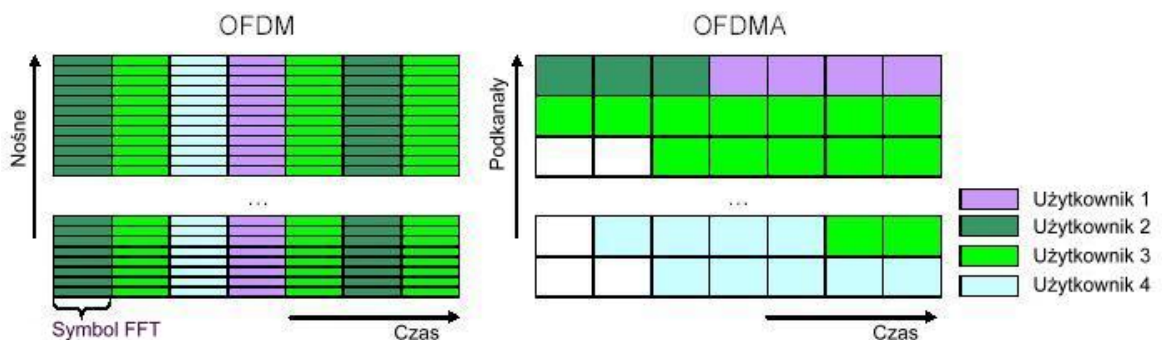 OFDM
OFDMA
Nośne
Podkanały
...
...
Użytkownik 1
Użytkownik 2
Użytkownik 3
Użytkownik 4
Symbol FFT
Czas
Czas